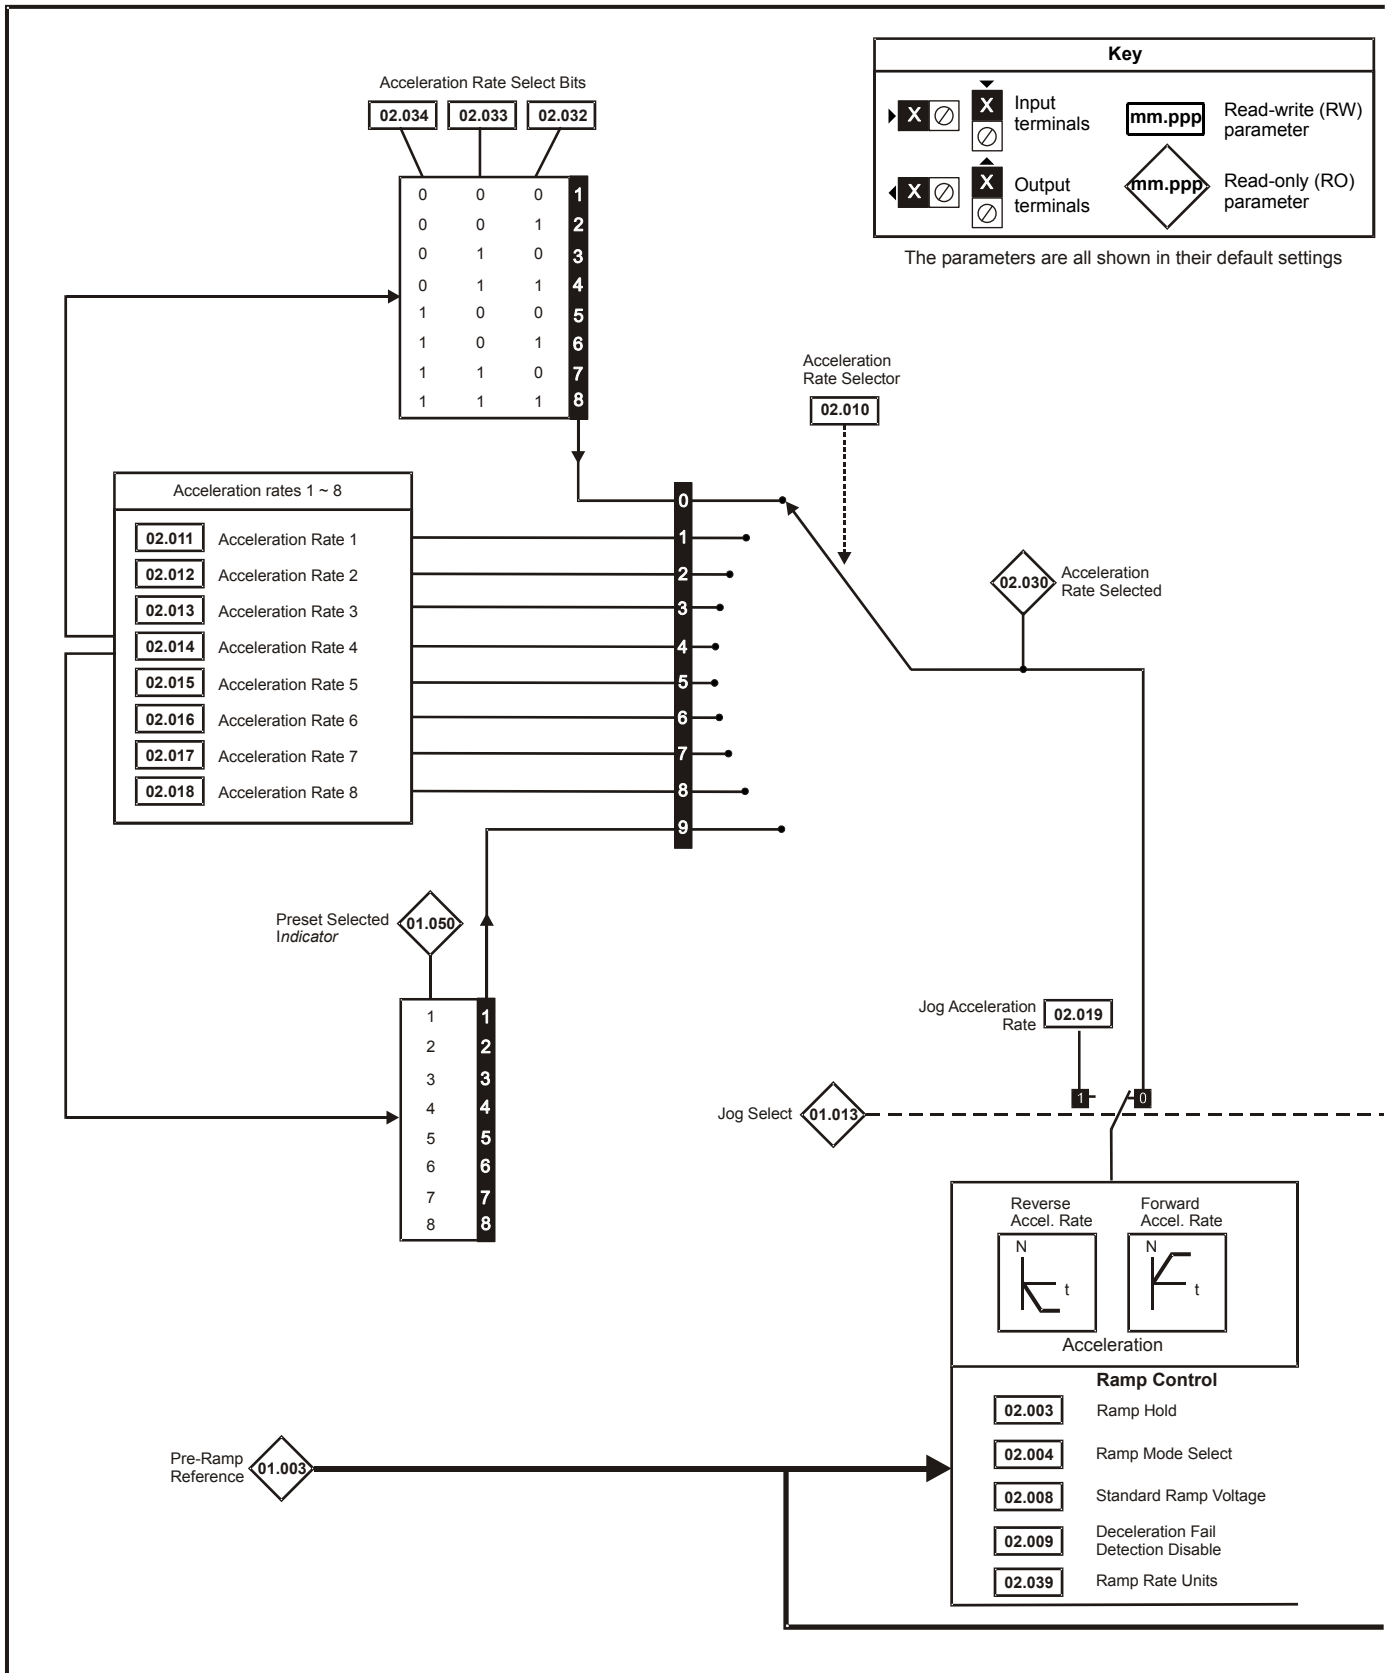 Key
X
X
Input
terminals
mm.ppp
Read-write (RW)
parameter
X
X
Output
terminals
mm.ppp
Read-only (RO)
parameter
The parameters are all shown in their default settings
Acceleration Rate Select Bits
02.034 02.033 02.032
0 0 0 1
0 0 1 2
0 1 0 3
0 1 1 4
1 0 0 5
1 0 1 6
1 1 0 7
1 1 1 8
Acceleration
Rate Selector
02.010
Acceleration rates 1 ~ 8
02.011 Acceleration Rate 1
02.012 Acceleration Rate 2
02.013 Acceleration Rate 3
02.014 Acceleration Rate 4
02.015 Acceleration Rate 5
02.016 Acceleration Rate 6
02.017 Acceleration Rate 7
02.018 Acceleration Rate 8
0
1
2
3
4
5
6
7
8
9
02.030
Acceleration
Rate Selected
Preset Selected
Indicator
01.050
1 1
2 2
3 3
4 4
5 5
6 6
7 7
8 8
Jog Acceleration
Rate
02.019
1 0
Jog Select 01.013
Reverse
Accel. Rate
N
t
Forward
Accel. Rate
N
t
Acceleration
Ramp Control
02.003 Ramp Hold
02.004 Ramp Mode Select
02.008 Standard Ramp Voltage
02.009 Deceleration Fail
Detection Disable
02.039 Ramp Rate Units
Pre-Ramp
Reference
01.003